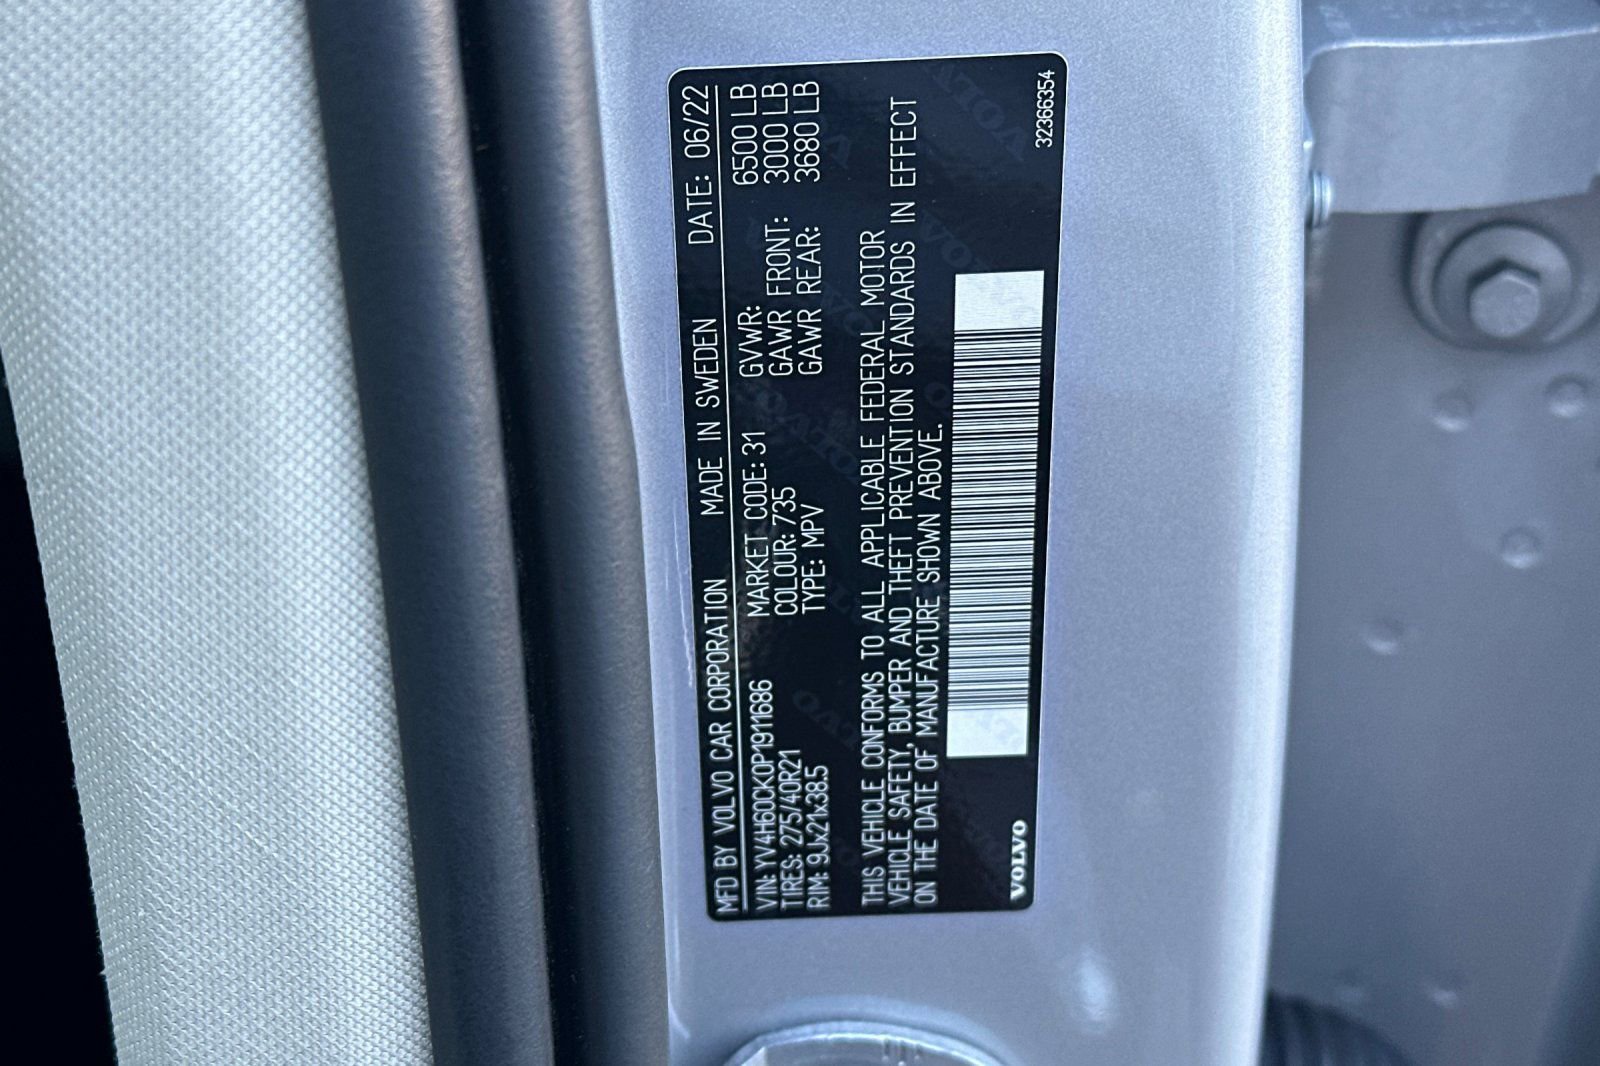 MFD BY VOLVO CAR CORPORATION MADE IN SWEDEN DATE: 06/22
VIN: YV4H60CK0P1911686 MARKET CODE: 31 GVWR: 6500 LB
TIRES: 275/40R21 COLOUR: 735 GAWR FRONT: 3000 LB
RIM: 9Jx21x38.5 TYPE: MPV GAWR REAR: 3680 LB
THIS VEHICLE CONFORMS TO ALL APPLICABLE FEDERAL MOTOR
VEHICLE SAFETY, BUMPER AND THEFT PREVENTION STANDARDS IN EFFECT
ON THE DATE OF MANUFACTURE SHOWN ABOVE.
VOLVO
32366354